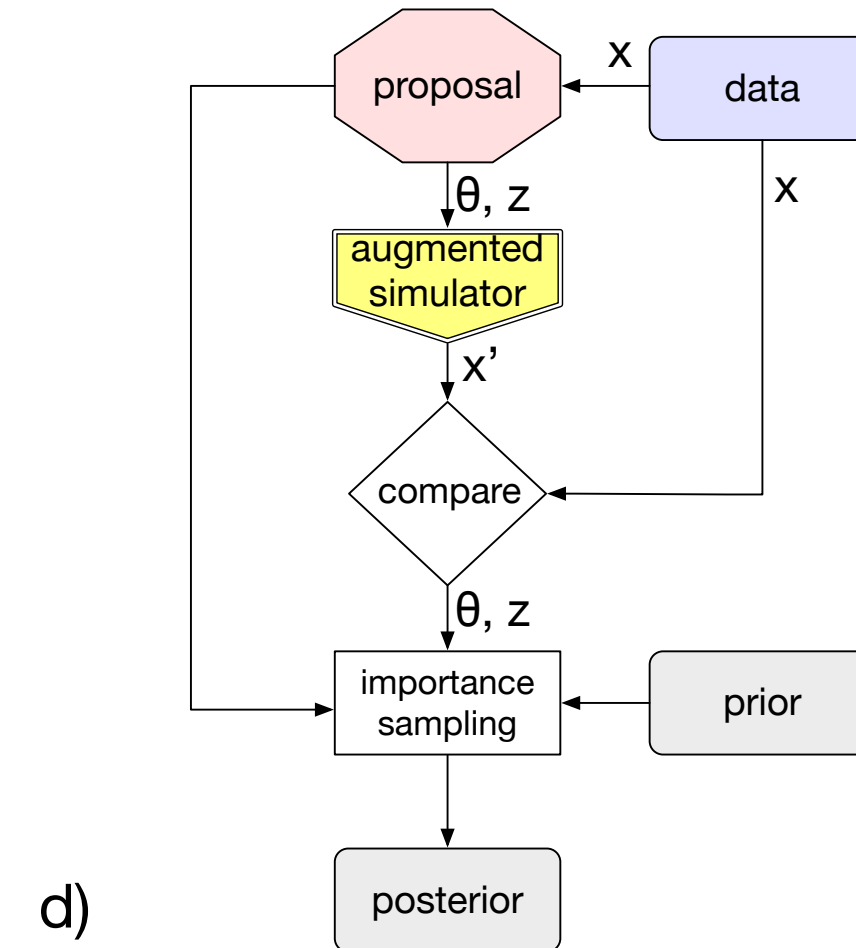 x
proposal
data
x
θ, z
augmented
simulator
x’
compare
θ, z
importance
sampling
prior
posterior
d)